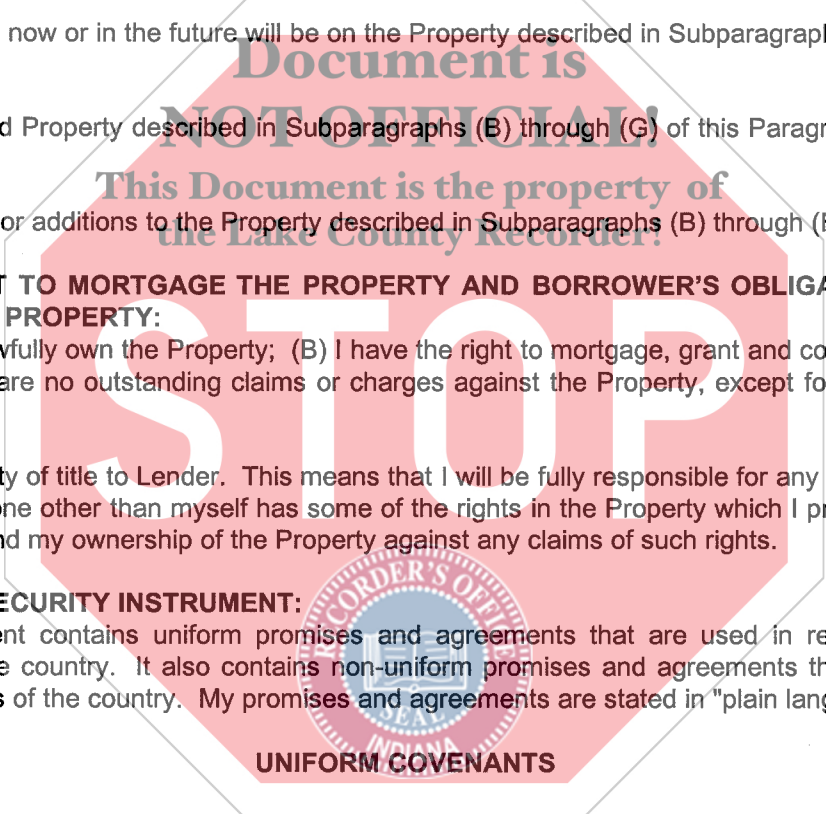 now or in the future will be on the Property described in Subparagraph
Document is
NOT OFFICIAL!
d Property described in Subparagraphs (B) through (G) of this Paragr
This Document is the property of
or additions to the Property described in Subparagraphs (B) through (
the Lake County Recorder!
T TO MORTGAGE THE PROPERTY AND BORROWER'S OBLIGA
PROPERTY:
wfully own the Property; (B) I have the right to mortgage, grant and co
are no outstanding claims or charges against the Property, except fo
STOP
ty of title to Lender. This means that I will be fully responsible for any
one other than myself has some of the rights in the Property which I pr
nd my ownership of the Property against any claims of such rights.
RECORDER'S OFFICE
ECURITY INSTRUMENT:
ent contains uniform promises and agreements that are used in re
e country. It also contains non-uniform promises and agreements th
s of the country. My promises and agreements are stated in "plain lang
SEAL
INDIANA
UNIFORM COVENANTS